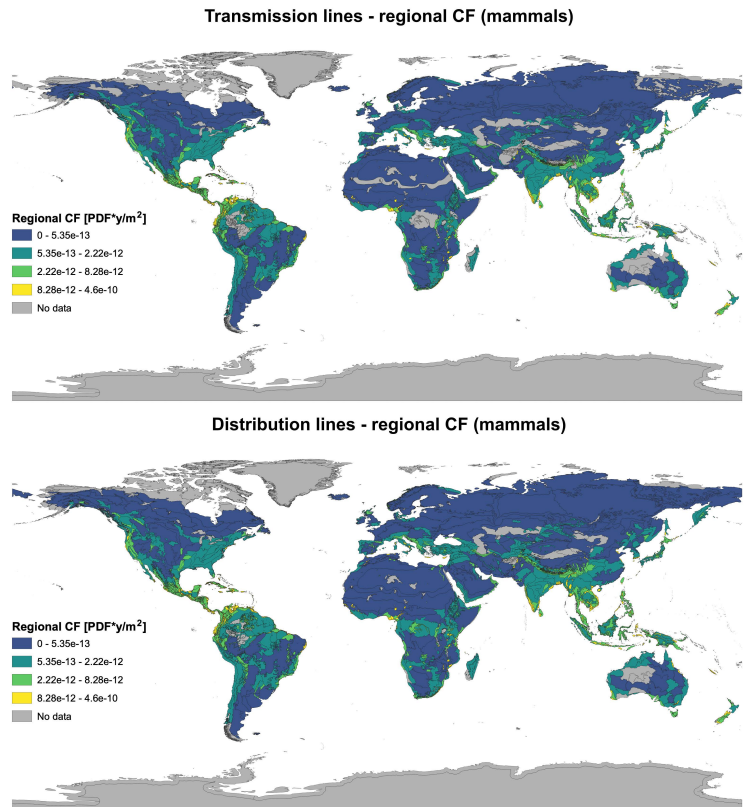 Transmission lines - regional CF (mammals)
Regional CF [PDF*y/m²]
0 - 5.35e-13
5.35e-13 - 2.22e-12
2.22e-12 - 8.28e-12
8.28e-12 - 4.6e-10
No data
Distribution lines - regional CF (mammals)
Regional CF [PDF*y/m²]
0 - 5.35e-13
5.35e-13 - 2.22e-12
2.22e-12 - 8.28e-12
8.28e-12 - 4.6e-10
No data